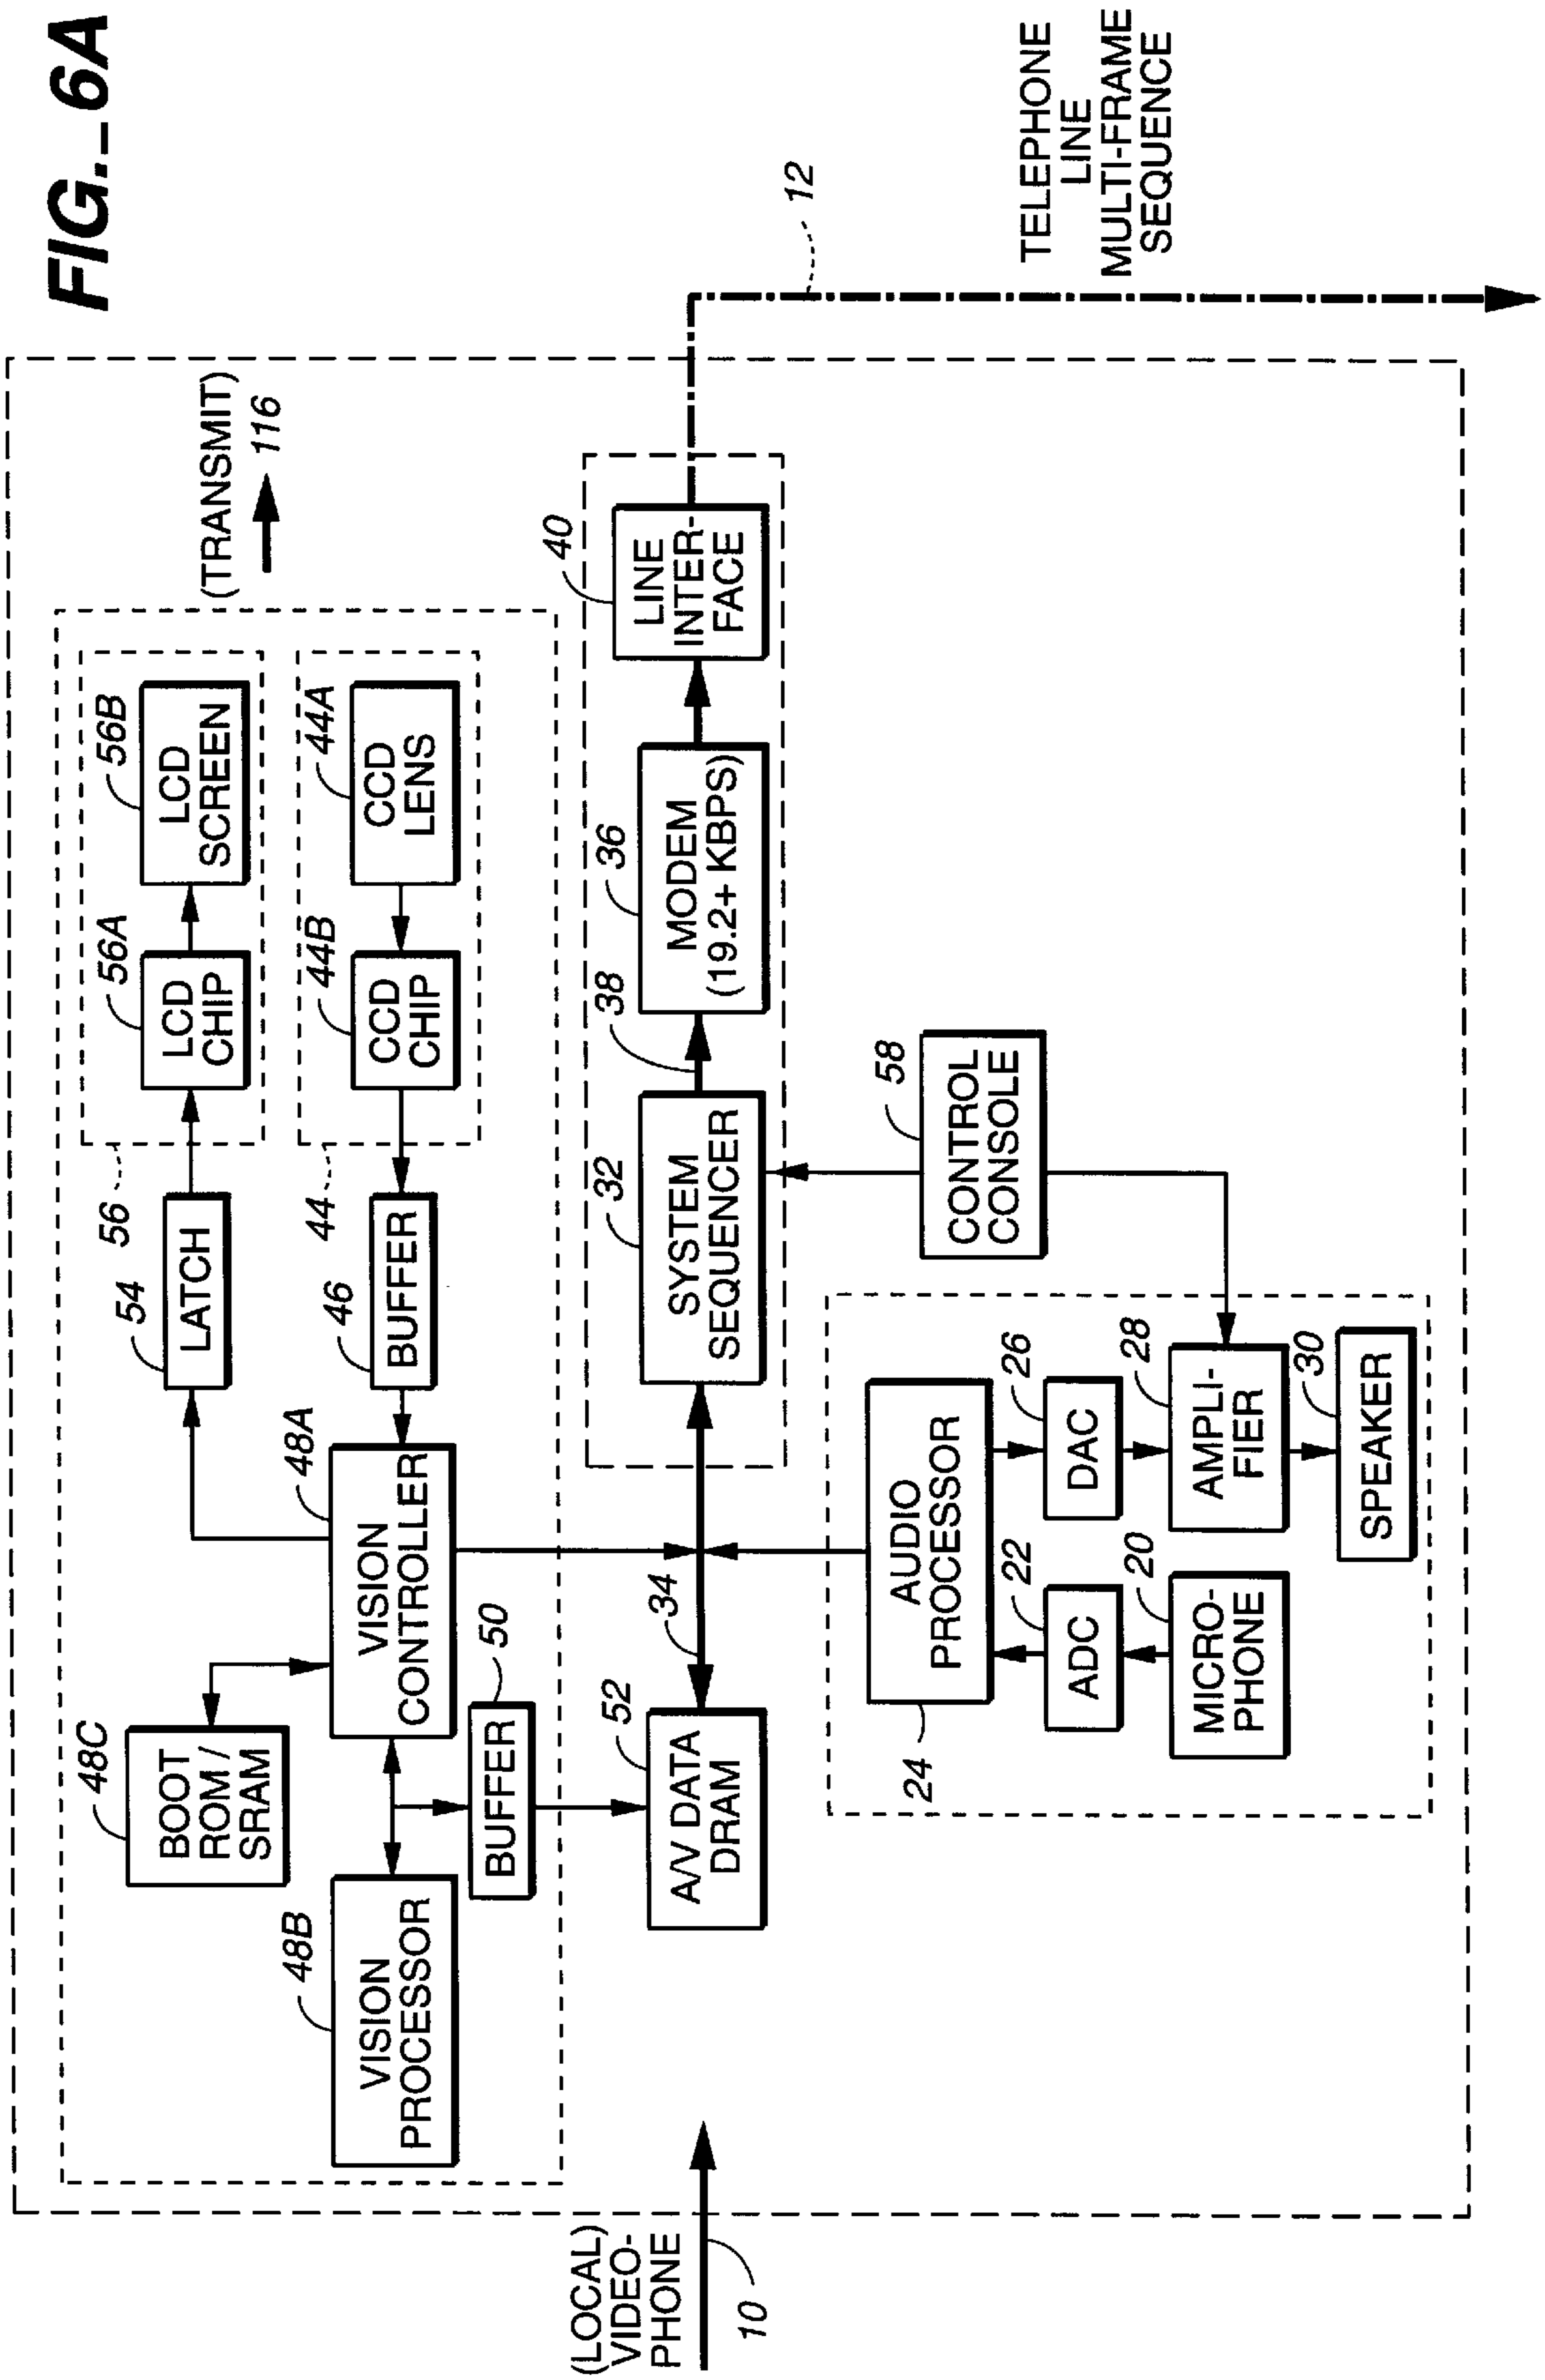 FIG._6A
(TRANSMIT)
116
48C
BOOT
ROM /
SRAM
54
LATCH
56
56A
LCD
CHIP
56B
LCD
SCREEN
48B
VISION
PROCESSOR
48A
VISION
CONTROLLER
46
BUFFER
44
44B
CCD
CHIP
44A
CCD
LENS
50
BUFFER
(LOCAL)
VIDEO-
PHONE
10
52
A/V DATA
DRAM
34
32
SYSTEM
SEQUENCER
38
36
MODEM
(19.2+ KBPS)
40
LINE
INTER-
FACE
12
TELEPHONE
LINE
MULTI-FRAME
SEQUENCE
58
CONTROL
CONSOLE
24
AUDIO
PROCESSOR
22
ADC
26
DAC
20
MICRO-
PHONE
28
AMPLI-
FIER
30
SPEAKER